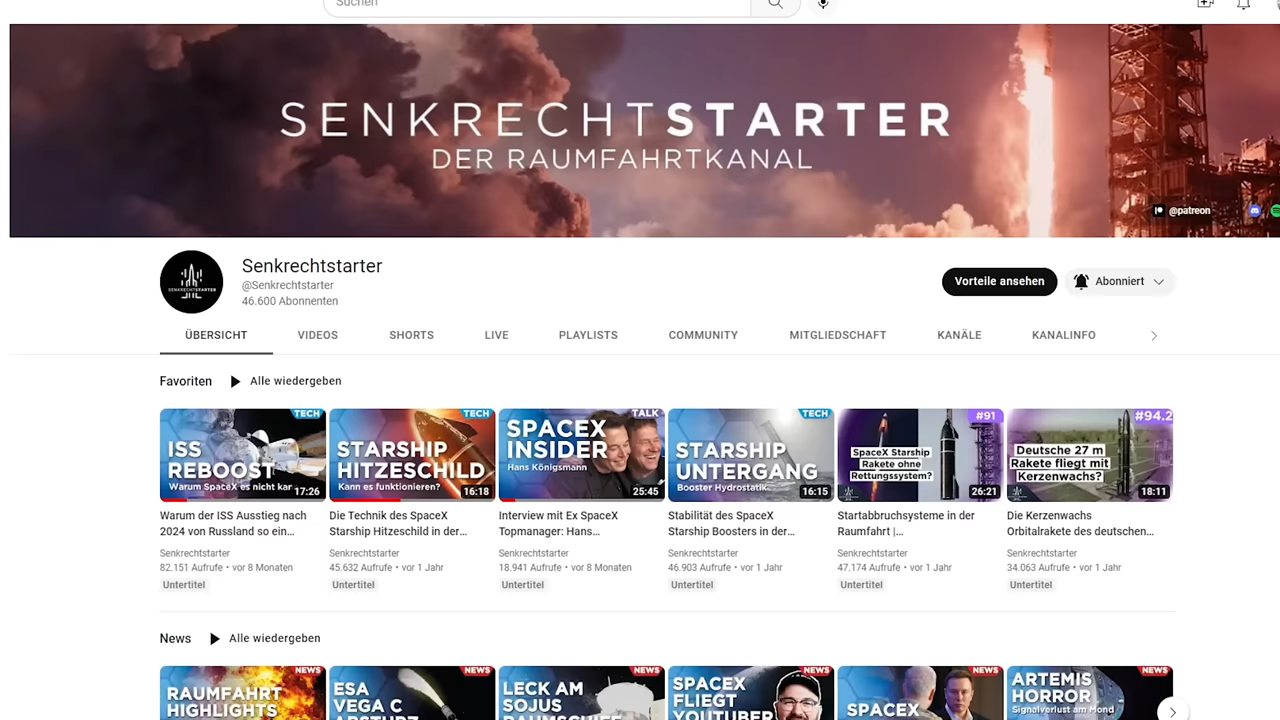 Suchen
SENKRECHTSTARTER
DER RAUMFAHRTKANAL
@patreon
SENKRECHTSTARTER
Senkrechtstarter
@Senkrechtstarter
46.600 Abonnenten
Vorteile ansehen
Abonniert
ÜBERSICHT VIDEOS SHORTS LIVE PLAYLISTS COMMUNITY MITGLIEDSCHAFT KANÄLE KANALINFO
Favoriten Alle wiedergeben
TECH
ISS
REBOOST
Warum SpaceX es nicht kan
17:26
Warum der ISS Ausstieg nach
2024 von Russland so ein...
Senkrechtstarter
82.151 Aufrufe • vor 8 Monaten
Untertitel
TECH
STARSHIP
HITZESCHILD
Kann es funktionieren?
16:18
Die Technik des SpaceX
Starship Hitzeschild in der...
Senkrechtstarter
45.632 Aufrufe • vor 1 Jahr
Untertitel
TALK
SPACEX
INSIDER
Hans Königsmann
25:45
Interview mit Ex SpaceX
Topmanager: Hans...
Senkrechtstarter
18.941 Aufrufe • vor 8 Monaten
Untertitel
TECH
STARSHIP
UNTERGANG
Booster Hydrostatik
16:15
Stabilität des SpaceX
Starship Boosters in der...
Senkrechtstarter
46.903 Aufrufe • vor 1 Jahr
Untertitel
#91
SpaceX Starship
Rakete ohne
Rettungssystem?
26:21
Startabbruchsysteme in der
Raumfahrt |...
Senkrechtstarter
47.174 Aufrufe • vor 1 Jahr
Untertitel
#94.2
Deutsche 27 m
Rakete fliegt mit
Kerzenwachs?
18:11
Die Kerzenwachs
Orbitalrakete des deutschen...
Senkrechtstarter
34.063 Aufrufe • vor 1 Jahr
Untertitel
News Alle wiedergeben
NEWS
RAUMFAHRT
HIGHLIGHTS
NEWS
ESA
VEGA C
ABSTURZ
NEWS
LECK AM
SOJUS
RAUMSCHIFF
NEWS
SPACEX
FLIEGT
YOUTUBER
NEWS
SPACEX
NEWS
ARTEMIS
HORROR
Signalverlust am Mond